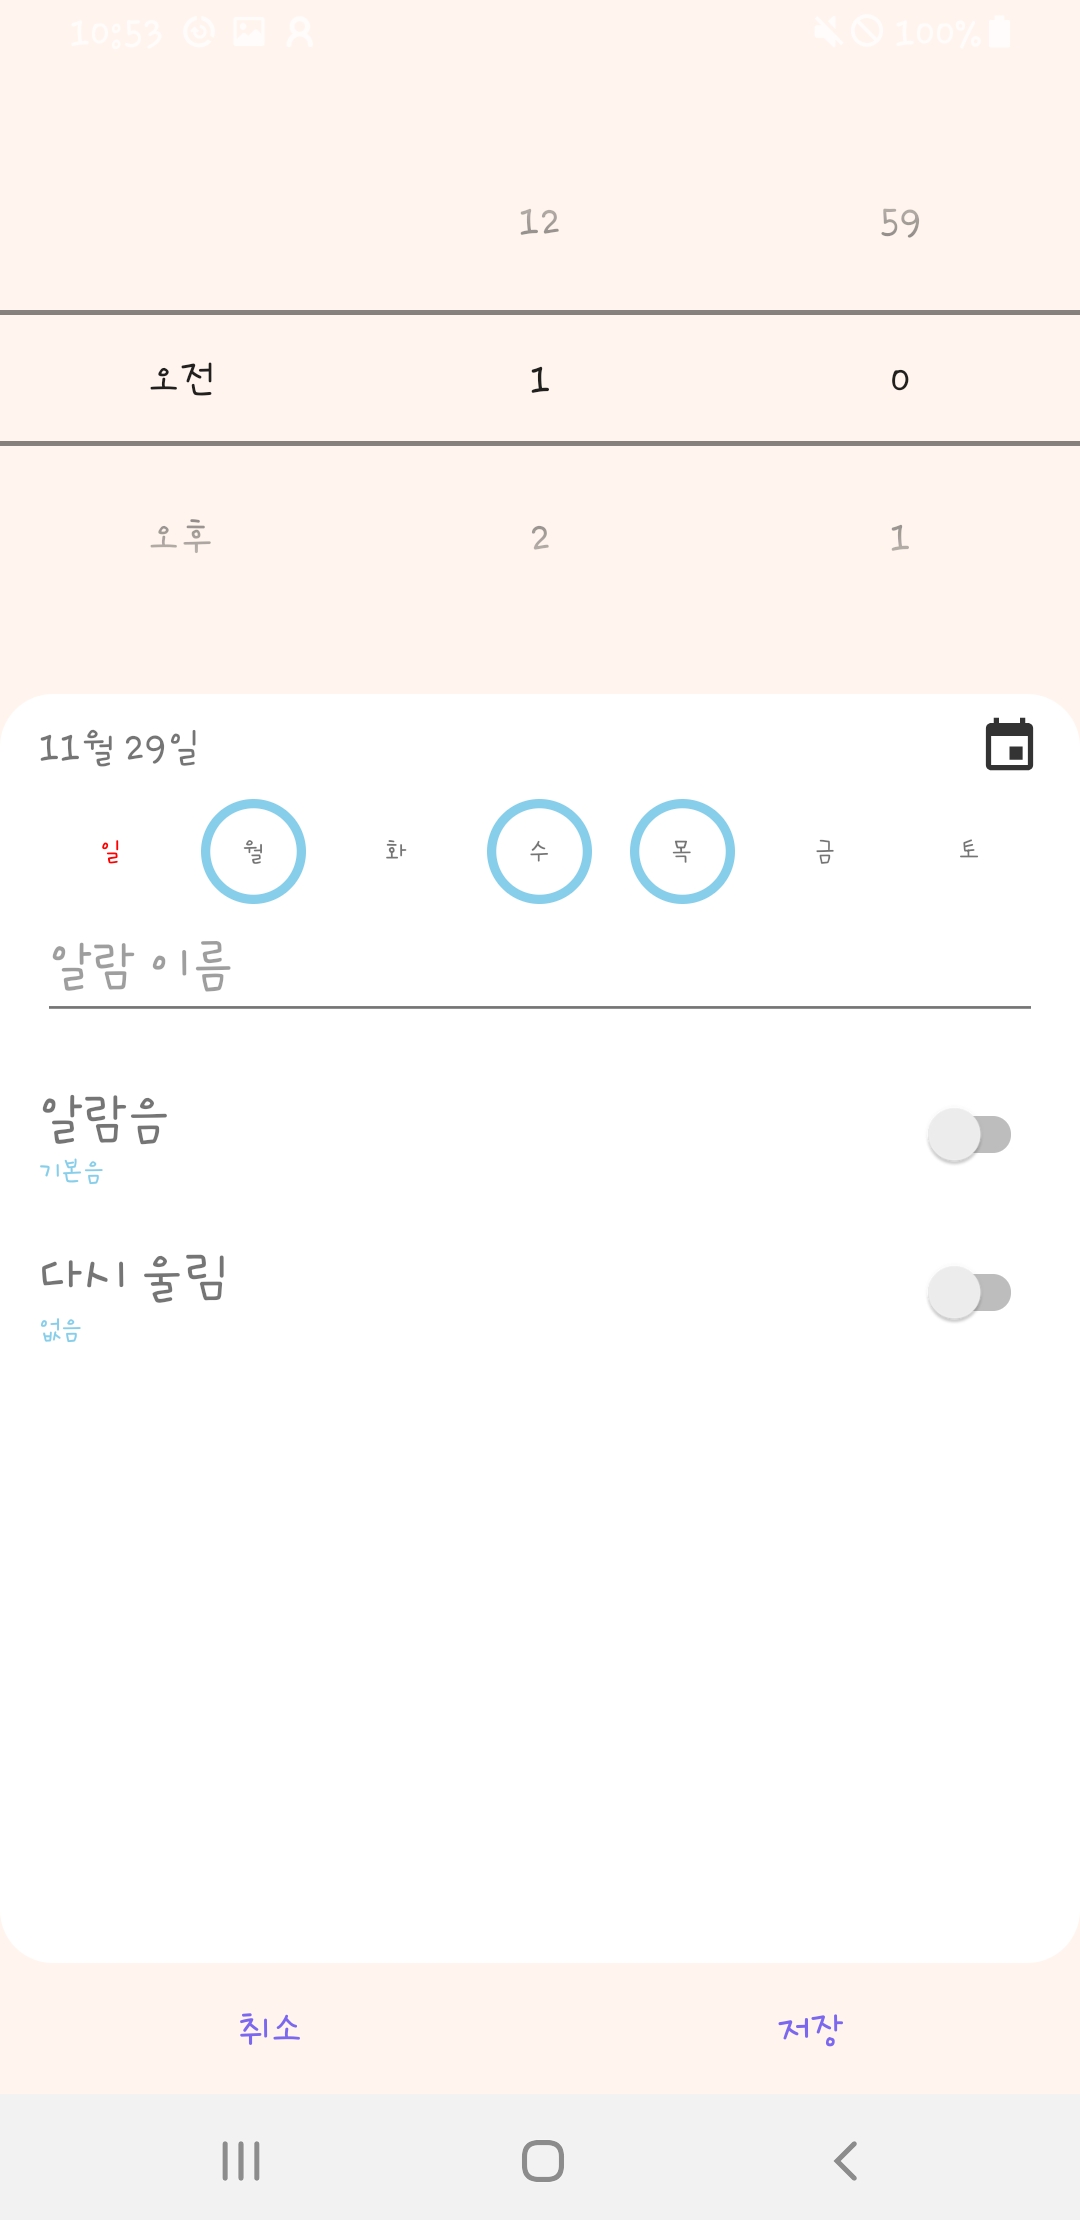 10:53 100%
12 59
오전 1 0
오후 2 1
11월 29일
일 월 화 수 목 금 토
알람 이름
알람음
기본음
다시 울림
없음
취소 저장